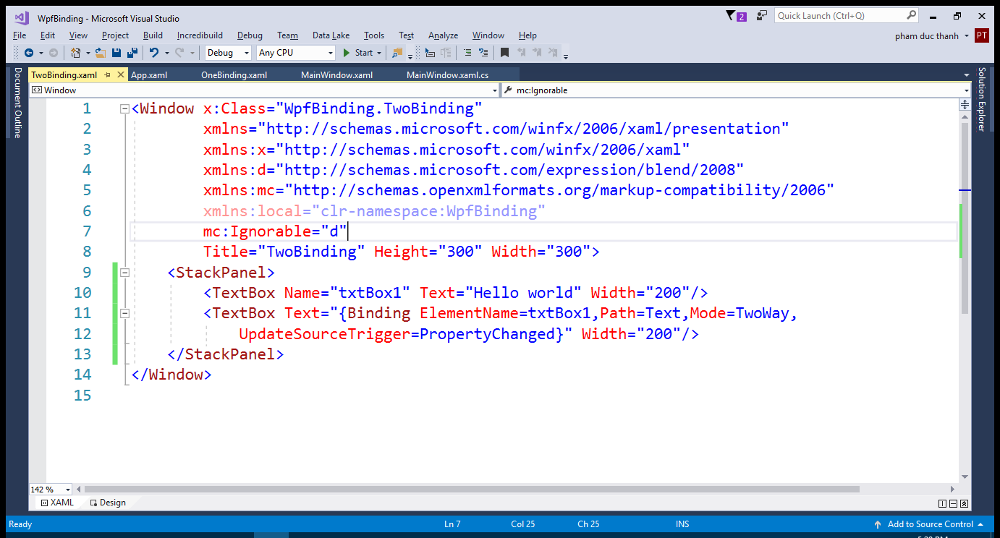 WpfBinding - Microsoft Visual Studio
2
Quick Launch (Ctrl+Q)
File Edit View Project Build Incredibuild Debug Team Data Lake Tools Test Analyze Window Help
pham duc thanh PT
Debug Any CPU Start
Document Outline
TwoBinding.xaml App.xaml OneBinding.xaml MainWindow.xaml MainWindow.xaml.cs
Solution Explorer
Window mc:Ignorable
1 <Window x:Class="WpfBinding.TwoBinding"
2 xmlns="http://schemas.microsoft.com/winfx/2006/xaml/presentation"
3 xmlns:x="http://schemas.microsoft.com/winfx/2006/xaml"
4 xmlns:d="http://schemas.microsoft.com/expression/blend/2008"
5 xmlns:mc="http://schemas.openxmlformats.org/markup-compatibility/2006"
6 xmlns:local="clr-namespace:WpfBinding"
7 mc:Ignorable="d"
8 Title="TwoBinding" Height="300" Width="300">
9 <StackPanel>
10 <TextBox Name="txtBox1" Text="Hello world" Width="200"/>
11 <TextBox Text="{Binding ElementName=txtBox1,Path=Text,Mode=TwoWay,
12 UpdateSourceTrigger=PropertyChanged}" Width="200"/>
13 </StackPanel>
14 </Window>
15
142 %
XAML Design
Ready Ln 7 Col 25 Ch 25 INS Add to Source Control